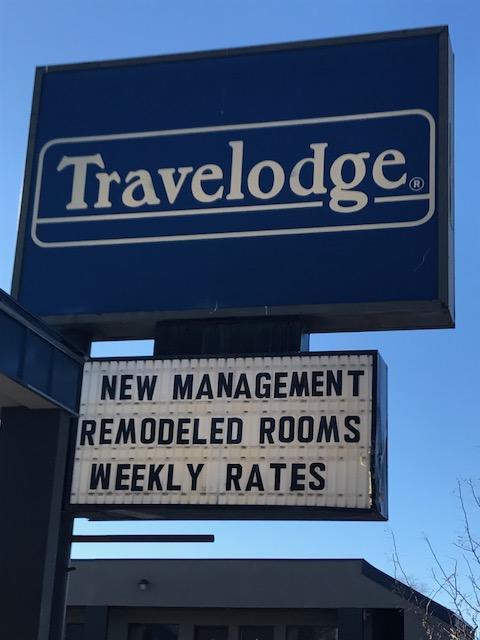 Travelodge®
NEW MANAGEMENT
REMODELED ROOMS
WEEKLY RATES